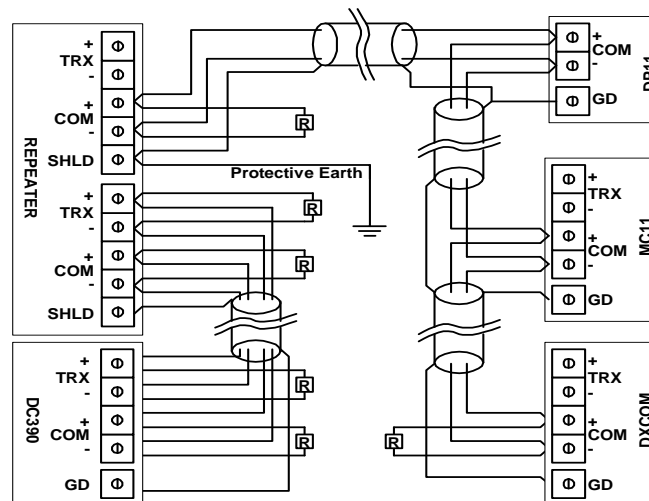 REPEATER
+
TRX
-
+
COM
-
SHLD
+
TRX
-
+
COM
-
SHLD
DC390
+
TRX
-
+
COM
-
GD
R
R
R
R
R
R
Protective Earth
+
COM
-
GD
MC11
+
TRX
-
+
COM
-
GD
DXCOM
+
TRX
-
+
COM
-
GD